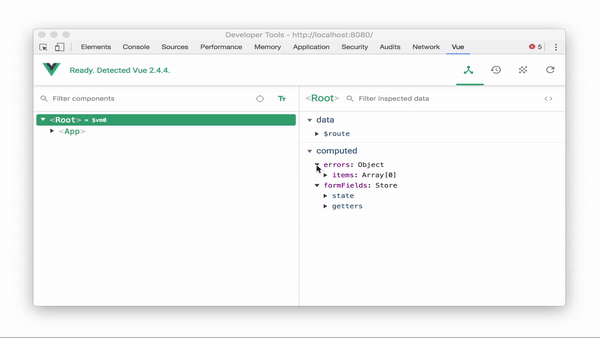 Developer Tools - http://localhost:8080/
Elements Console Sources Performance Memory Application Security Audits Network Vue 5
Ready. Detected Vue 2.4.4.
Filter components Tr <Root> Filter inspected data <>
<Root> = $vm0
<App>
data
$route
computed
errors: Object
items: Array[0]
formFields: Store
state
getters